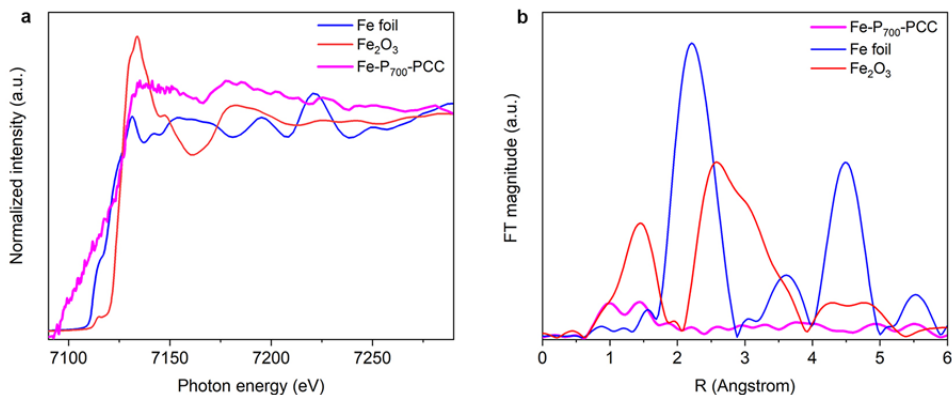 a
Fe foil
Fe₂O₃
Fe-P₇₀₀-PCC
Normalized intensity (a.u.)
7100 7150 7200 7250
Photon energy (eV)
b
Fe-P₇₀₀-PCC
Fe foil
Fe₂O₃
FT magnitude (a.u.)
0 1 2 3 4 5 6
R (Angstrom)